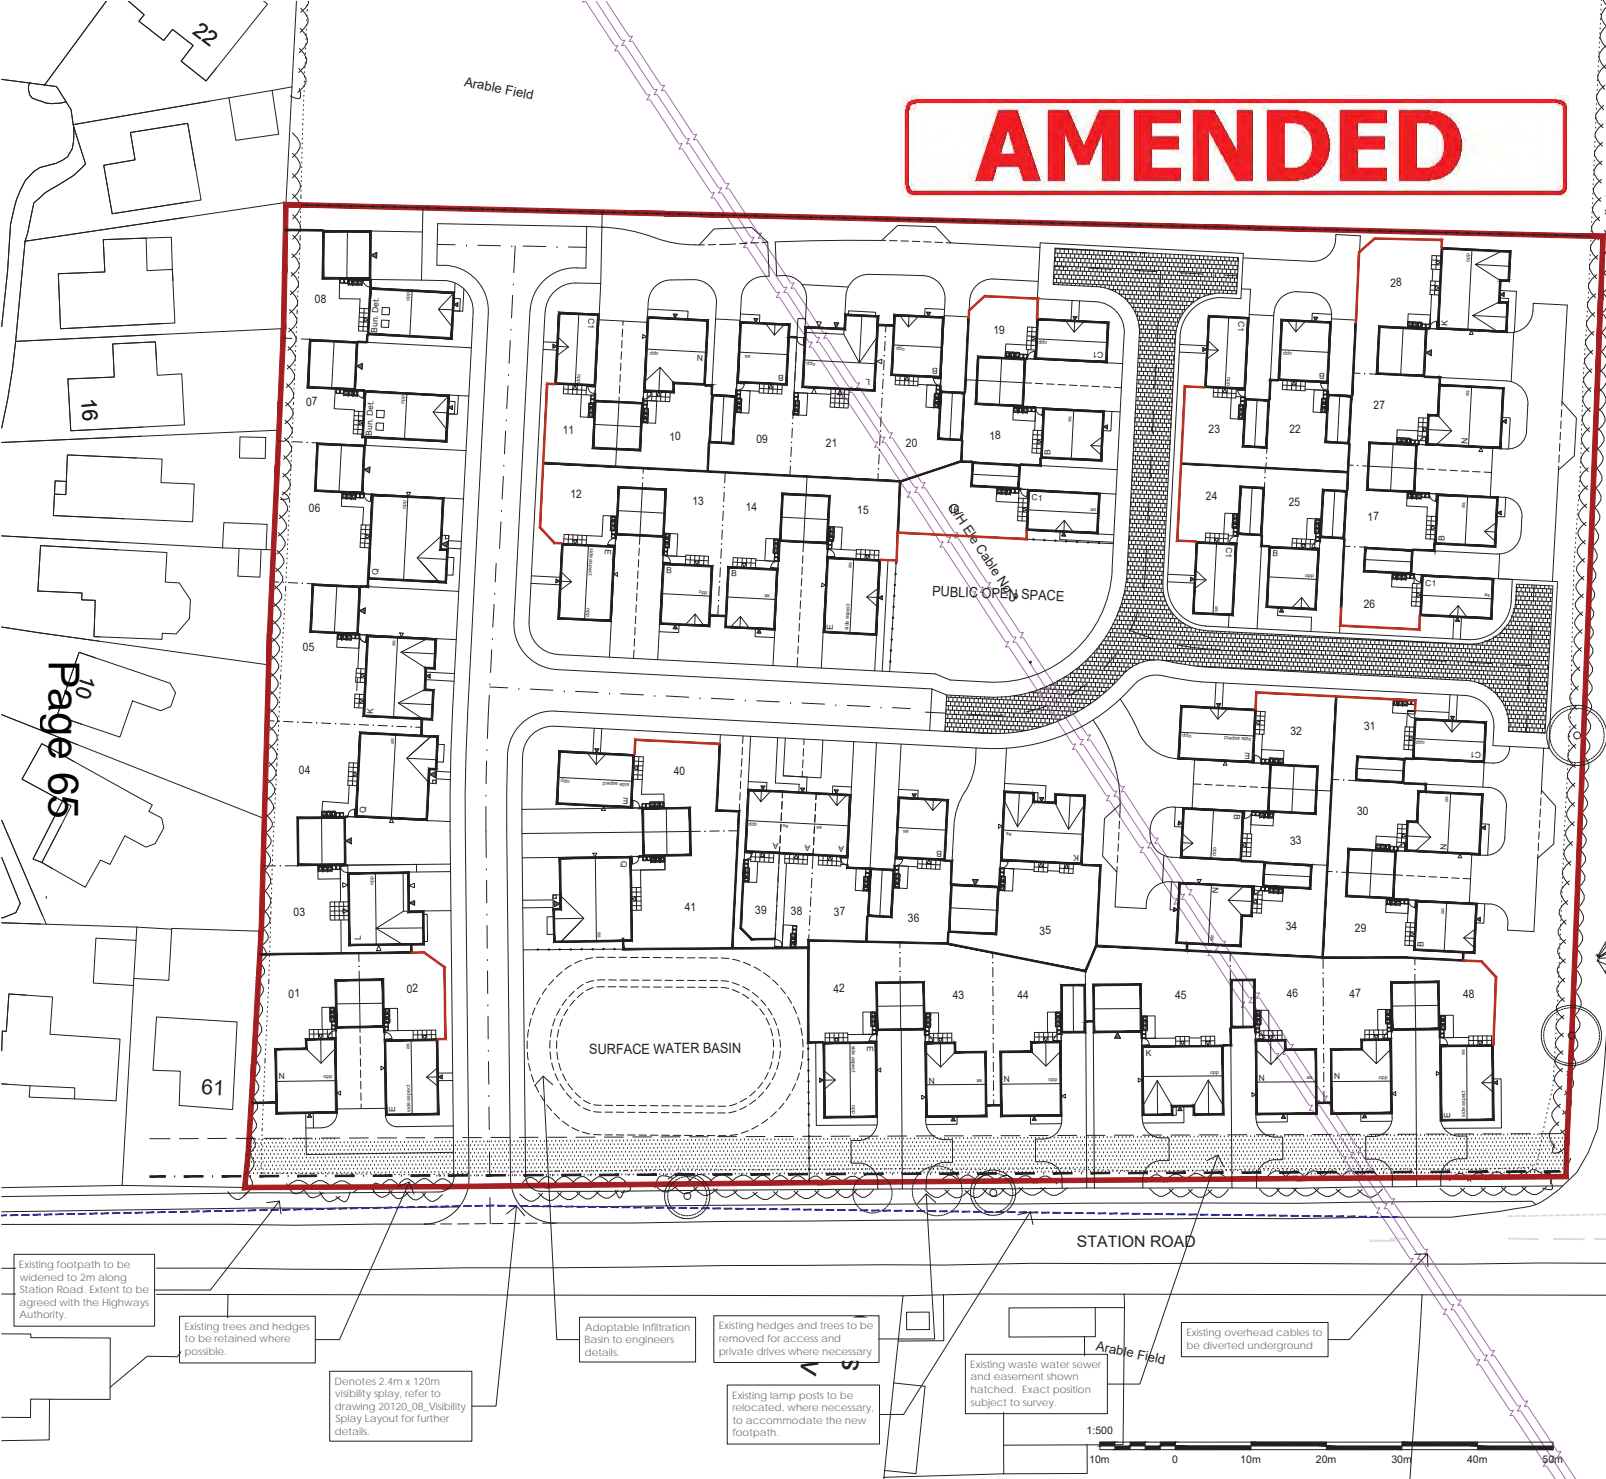 22
Arable Field
AMENDED
16
10
Page 65
61
08
07
06
05
04
03
01
02
Bun. Det.
Bun. Det.
11
10
09
21
20
19
18
12
13
14
15
16
O/H Ele Cable No
PUBLIC OPEN SPACE
28
27
23
22
24
25
17
26
32
31
30
33
34
29
40
41
39
38
37
36
35
42
43
44
45
46
47
48
SURFACE WATER BASIN
STATION ROAD
Existing footpath to be
widened to 2m along
Station Road. Extent to be
agreed with the Highways
Authority.
Existing trees and hedges
to be retained where
possible.
Denotes 2.4m x 120m
visibility splay, refer to
drawing 20120_08_Visibility
Splay Layout for further
details.
Adoptable Infiltration
Basin to engineers
details.
Existing hedges and trees to be
removed for access and
private drives where necessary
Existing lamp posts to be
relocated, where necessary,
to accommodate the new
footpath.
Existing waste water sewer
and easement shown
hatched. Exact position
subject to survey.
Existing overhead cables to
be diverted underground
Arable Field
1:500
10m 0 10m 20m 30m 40m 50m